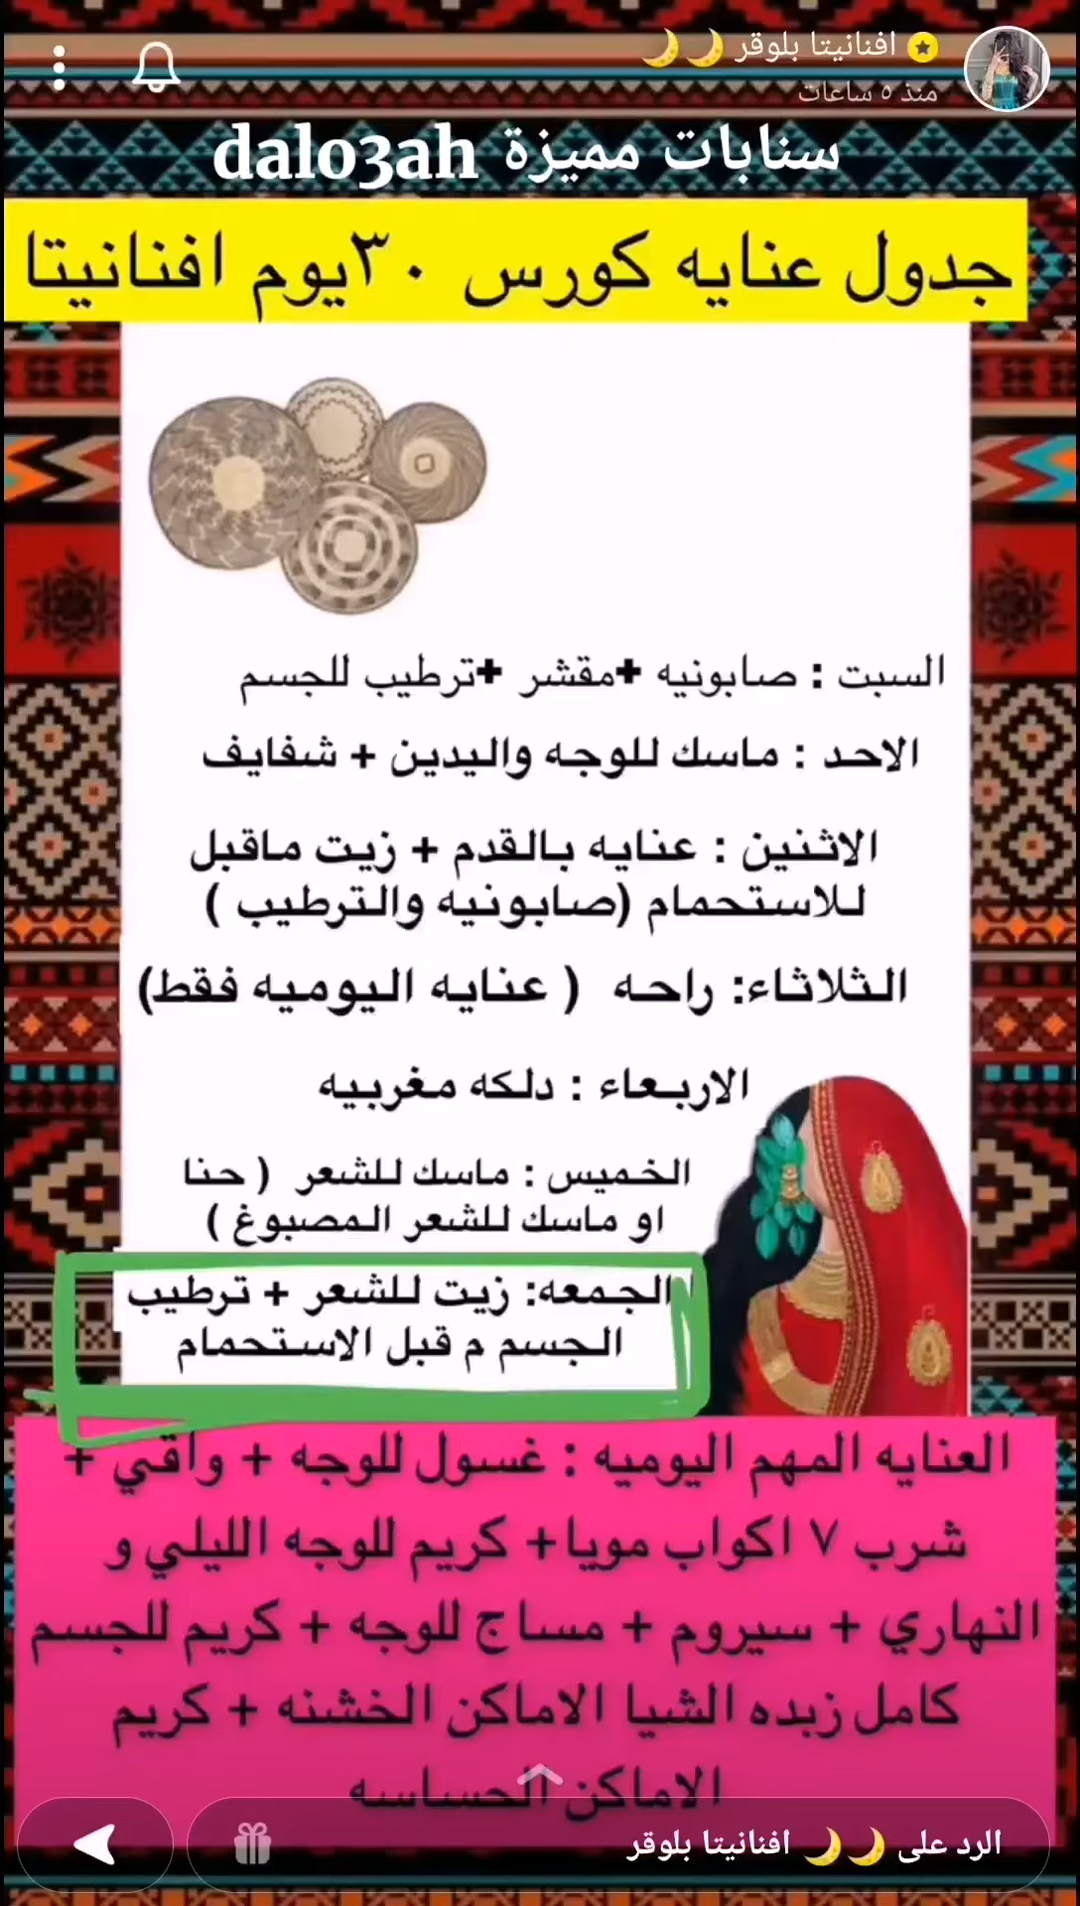 افنانيتا بلوقر 🌙🌙
منذ ٥ ساعات
سنابات مميزة dalo3ah
جدول عنايه كورس ٣٠يوم افنانيتا
السبت : صابونيه +مقشر +ترطيب للجسم
الاحد : ماسك للوجه واليدين + شفايف
الاثنين : عنايه بالقدم + زيت ماقبل
للاستحمام (صابونيه والترطيب )
الثلاثاء: راحه ( عنايه اليوميه فقط)
الاربعاء : دلكه مغربيه
الخميس : ماسك للشعر ( حنا
او ماسك للشعر المصبوغ )
الجمعه: زيت للشعر + ترطيب
الجسم م قبل الاستحمام
العنايه المهم اليوميه : غسول للوجه + واقي +
شرب ٧ اكواب مويا+ كريم للوجه الليلي و
النهاري + سيروم + مساج للوجه + كريم للجسم
كامل زبده الشيا الاماكن الخشنه + كريم
الاماكن الحساسه
الرد على 🌙🌙 افنانيتا بلوقر